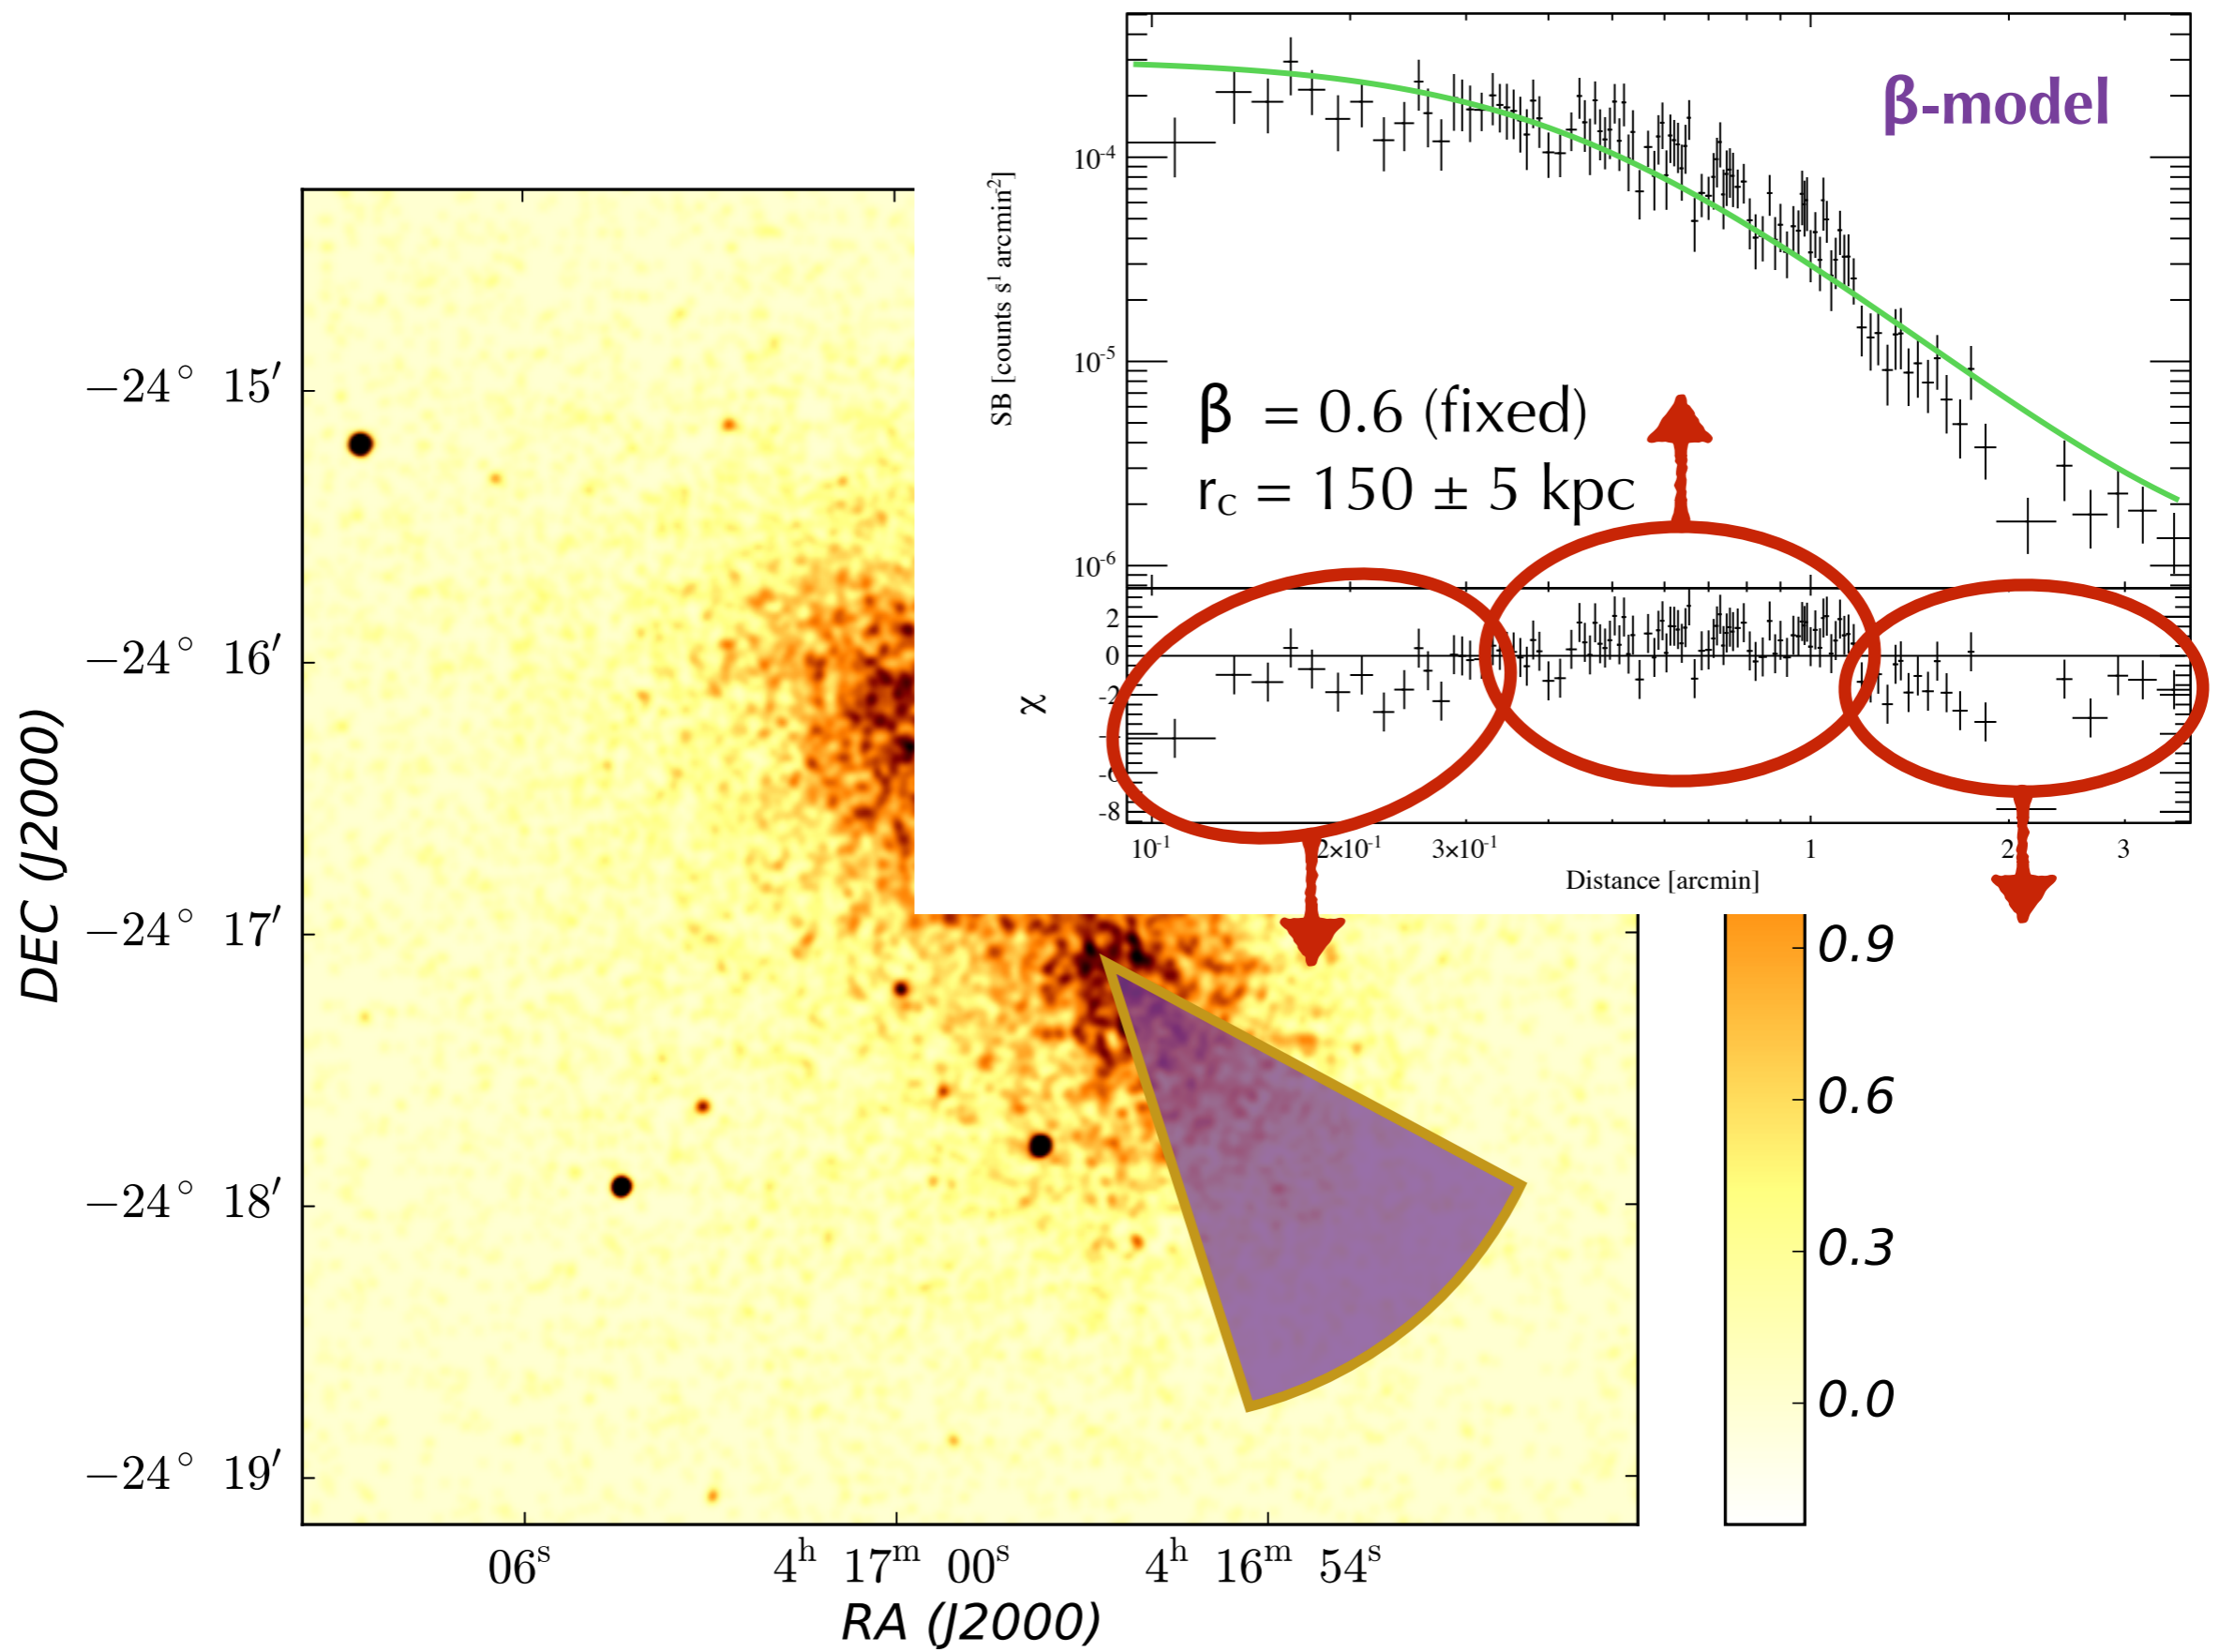 β-model
SB [counts s⁻¹ arcmin⁻²]
10⁻⁴
10⁻⁵
10⁻⁶
β = 0.6 (fixed)
r_c = 150 ± 5 kpc
χ
2
0
-2
-6
-8
10⁻¹ 2×10⁻¹ 3×10⁻¹ 1 2 3
Distance [arcmin]
DEC (J2000)
−24° 15′
−24° 16′
−24° 17′
−24° 18′
−24° 19′
0.9
0.6
0.3
0.0
06ˢ 4ʰ 17ᵐ 00ˢ 4ʰ 16ᵐ 54ˢ
RA (J2000)